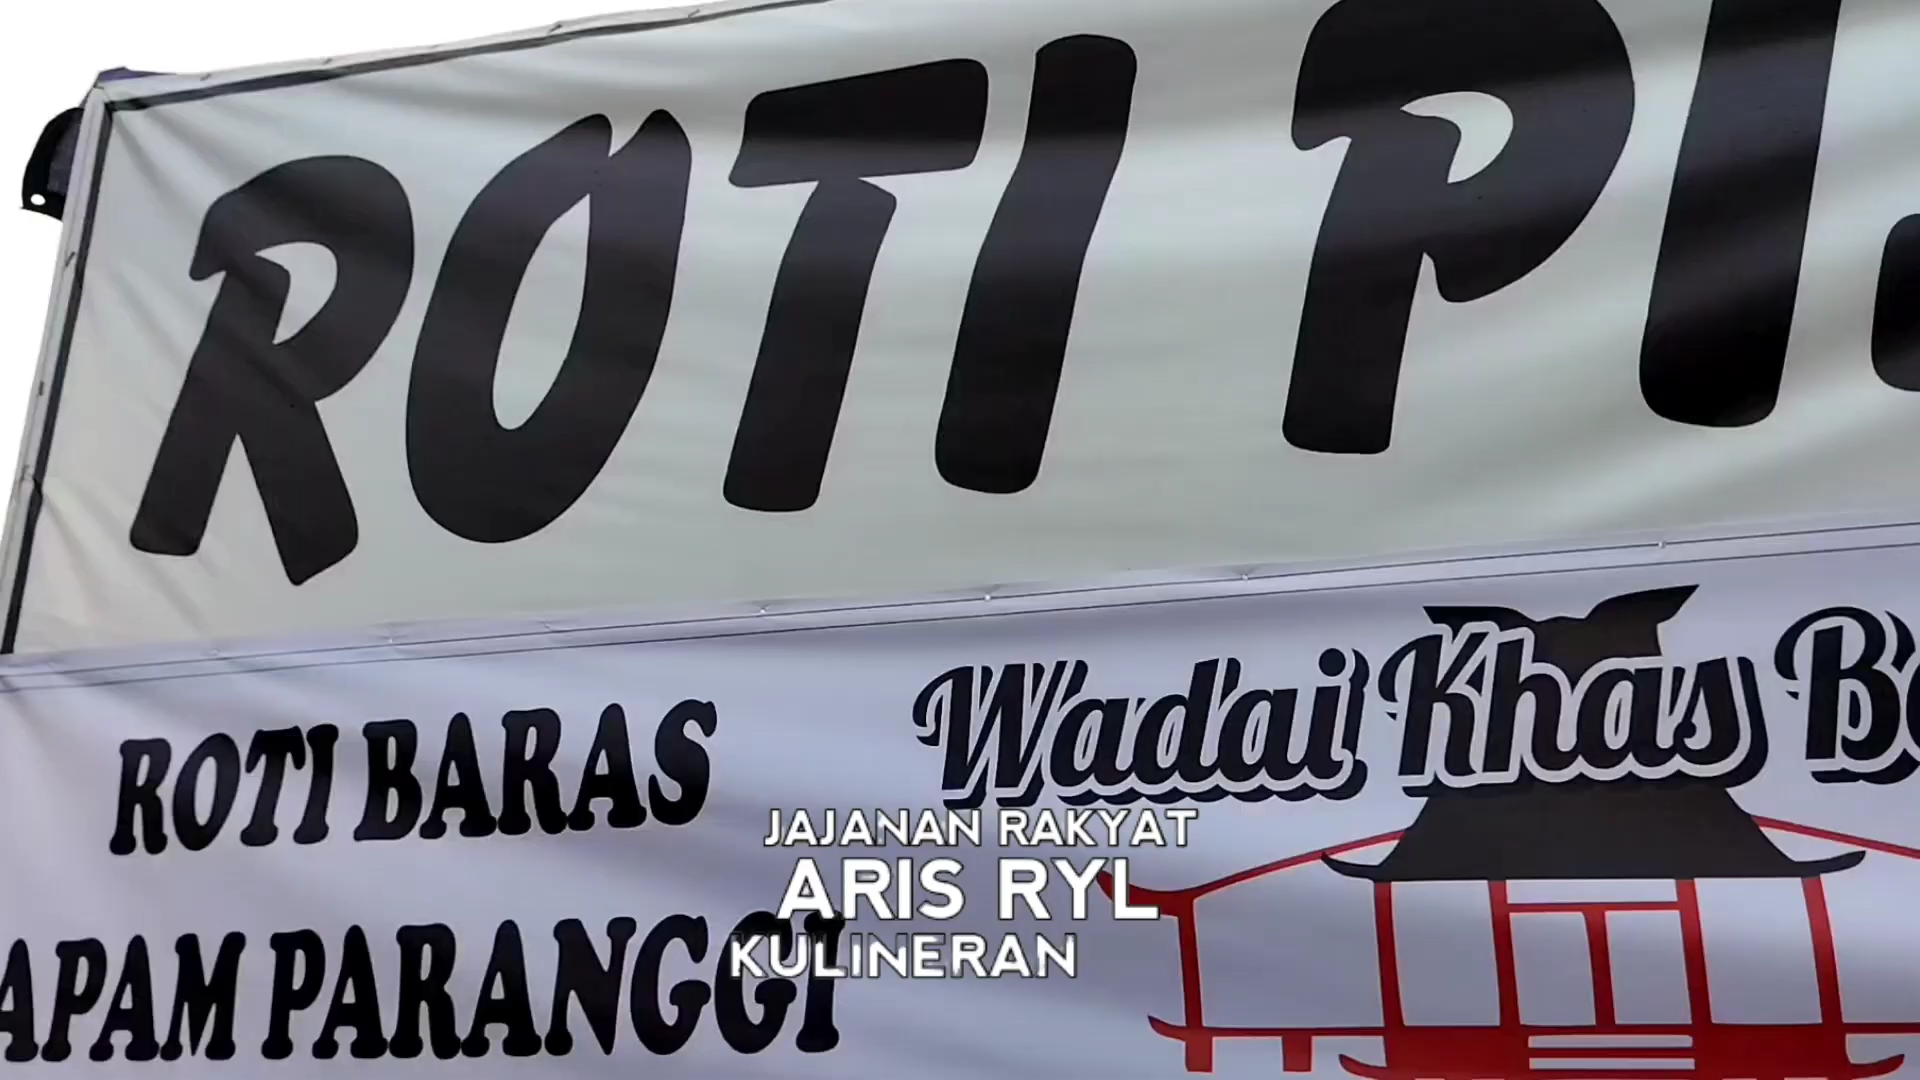 ROTI
ROTI BARAS
Wadai Khas
APAM PARANGGI
JAJANAN RAKYAT
ARIS RYL
KULINERAN